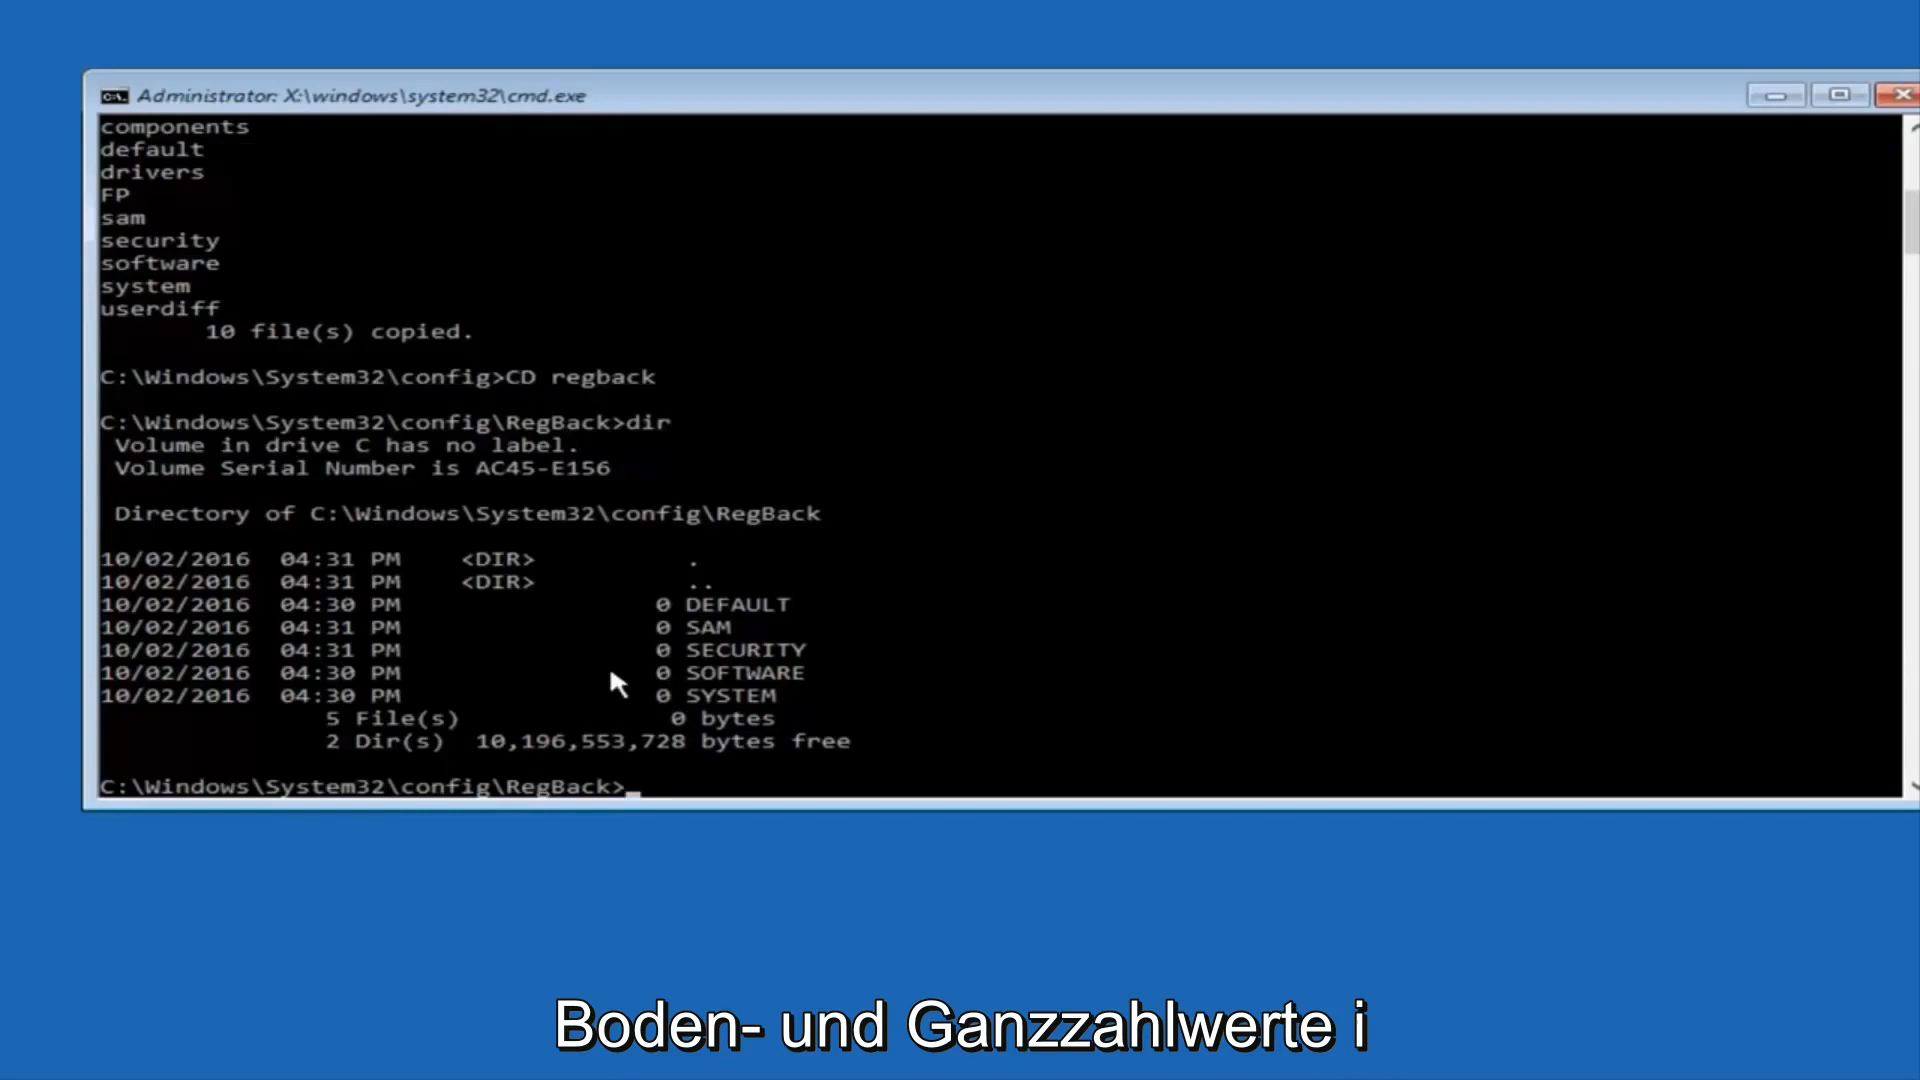 Administrator: X:\windows\system32\cmd.exe
components
default
drivers
FP
sam
security
software
system
userdiff
10 file(s) copied.
C:\Windows\System32\config>CD regback
C:\Windows\System32\config\RegBack>dir
Volume in drive C has no label.
Volume Serial Number is AC45-E156
Directory of C:\Windows\System32\config\RegBack
10/02/2016 04:31 PM <DIR> .
10/02/2016 04:31 PM <DIR> ..
10/02/2016 04:30 PM 0 DEFAULT
10/02/2016 04:31 PM 0 SAM
10/02/2016 04:31 PM 0 SECURITY
10/02/2016 04:30 PM 0 SOFTWARE
10/02/2016 04:30 PM 0 SYSTEM
5 File(s) 0 bytes
2 Dir(s) 10,196,553,728 bytes free
C:\Windows\System32\config\RegBack>_
Boden- und Ganzzahlwerte i